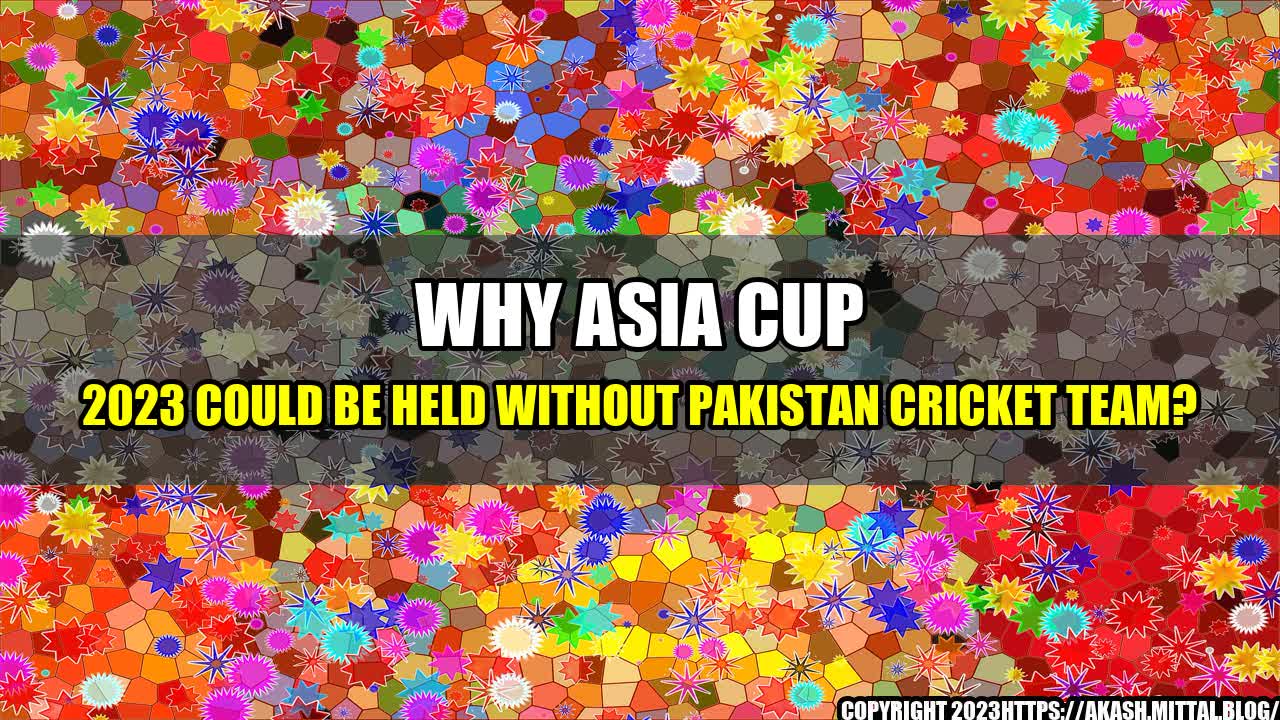 WHY ASIA CUP
2023 COULD BE HELD WITHOUT PAKISTAN CRICKET TEAM?
COPYRIGHT 2023HTTPS://AKASH.MITTAL.BLOG/